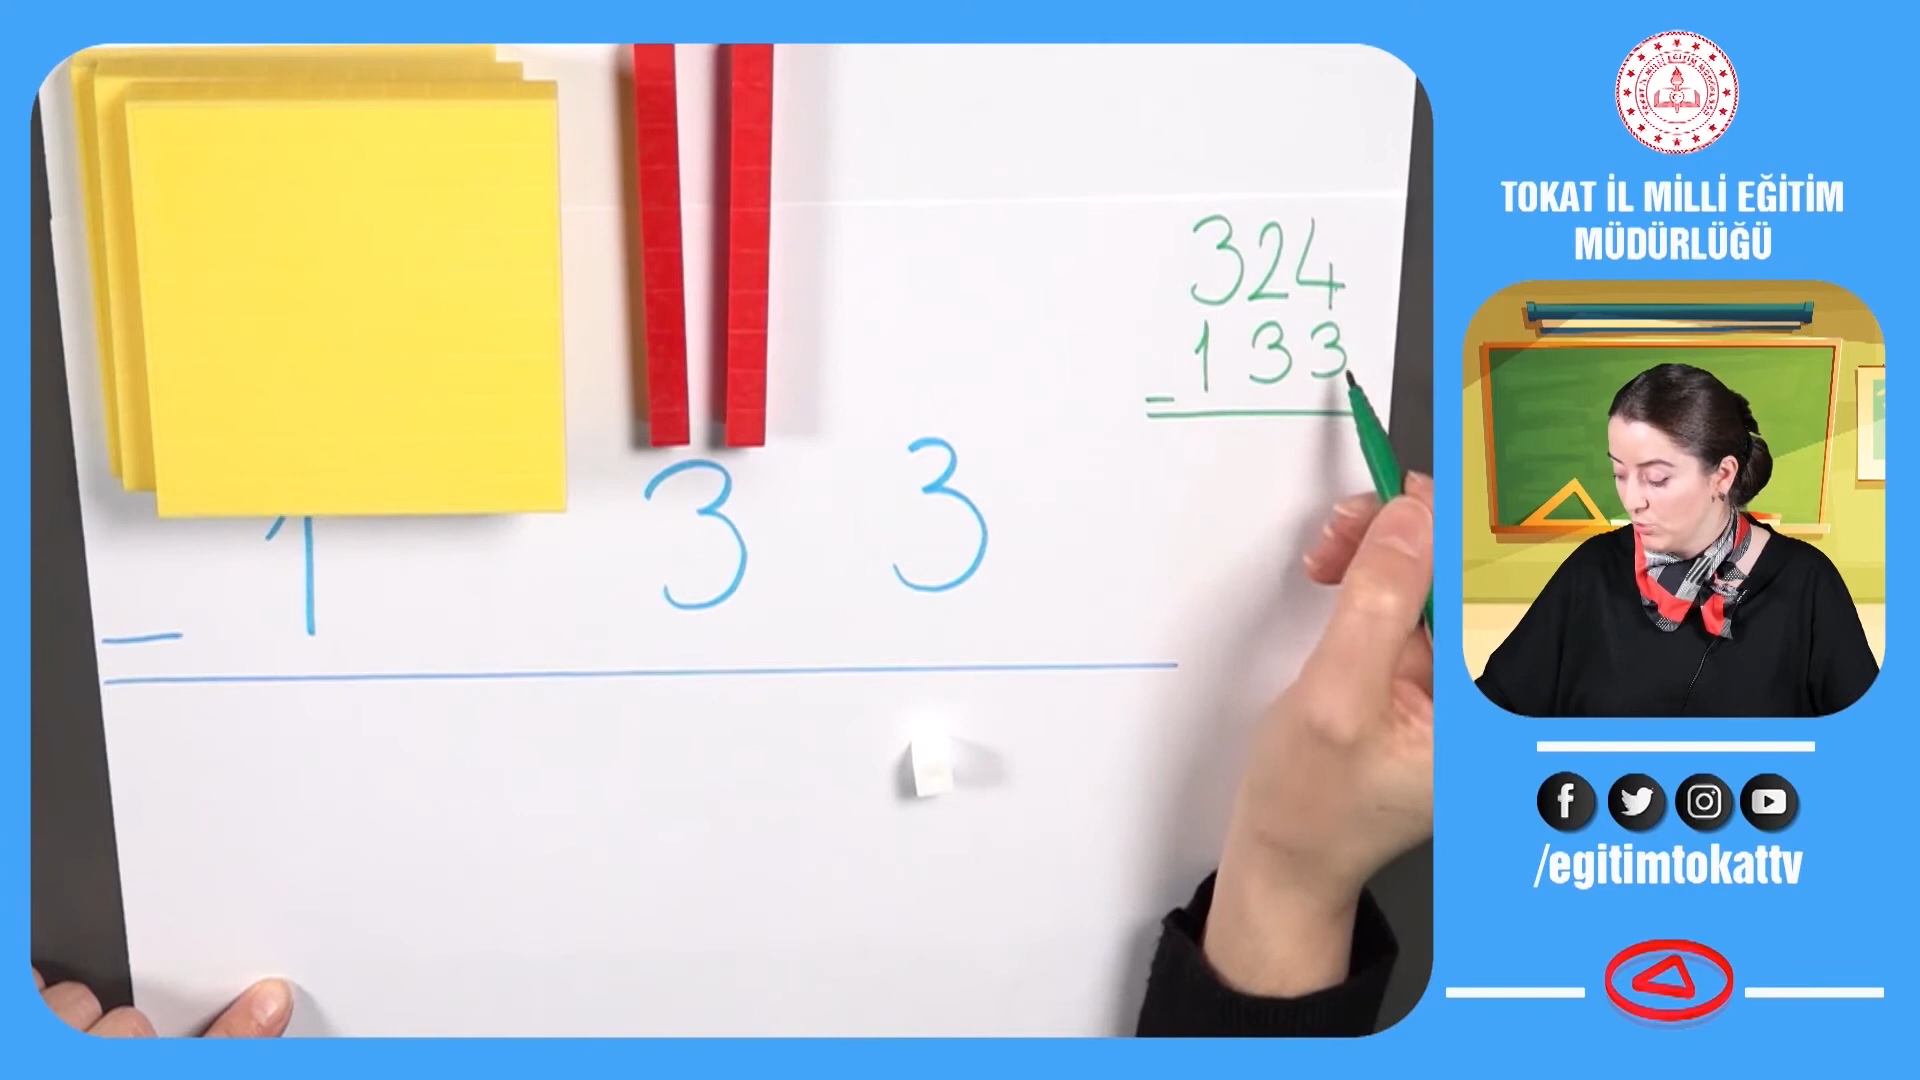 324
133
-
1 3 3
-
TOKAT İL MİLLİ EĞİTİM
MÜDÜRLÜĞÜ
/egitimtokattv